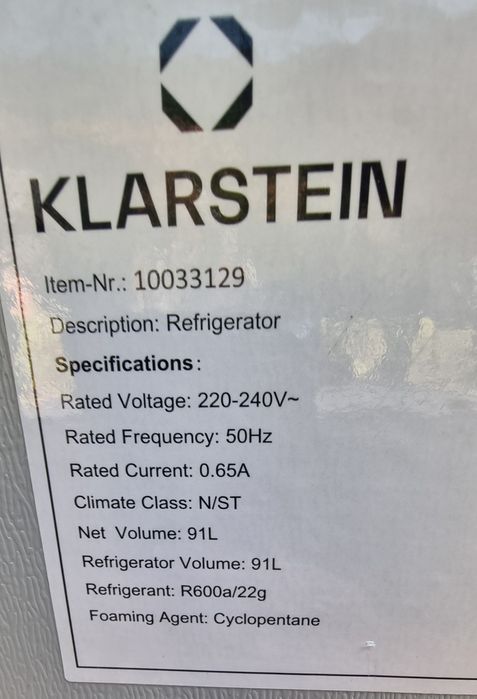 KLARSTEIN
Item-Nr.: 10033129
Description: Refrigerator
Specifications:
Rated Voltage: 220-240V~
Rated Frequency: 50Hz
Rated Current: 0.65A
Climate Class: N/ST
Net Volume: 91L
Refrigerator Volume: 91L
Refrigerant: R600a/22g
Foaming Agent: Cyclopentane